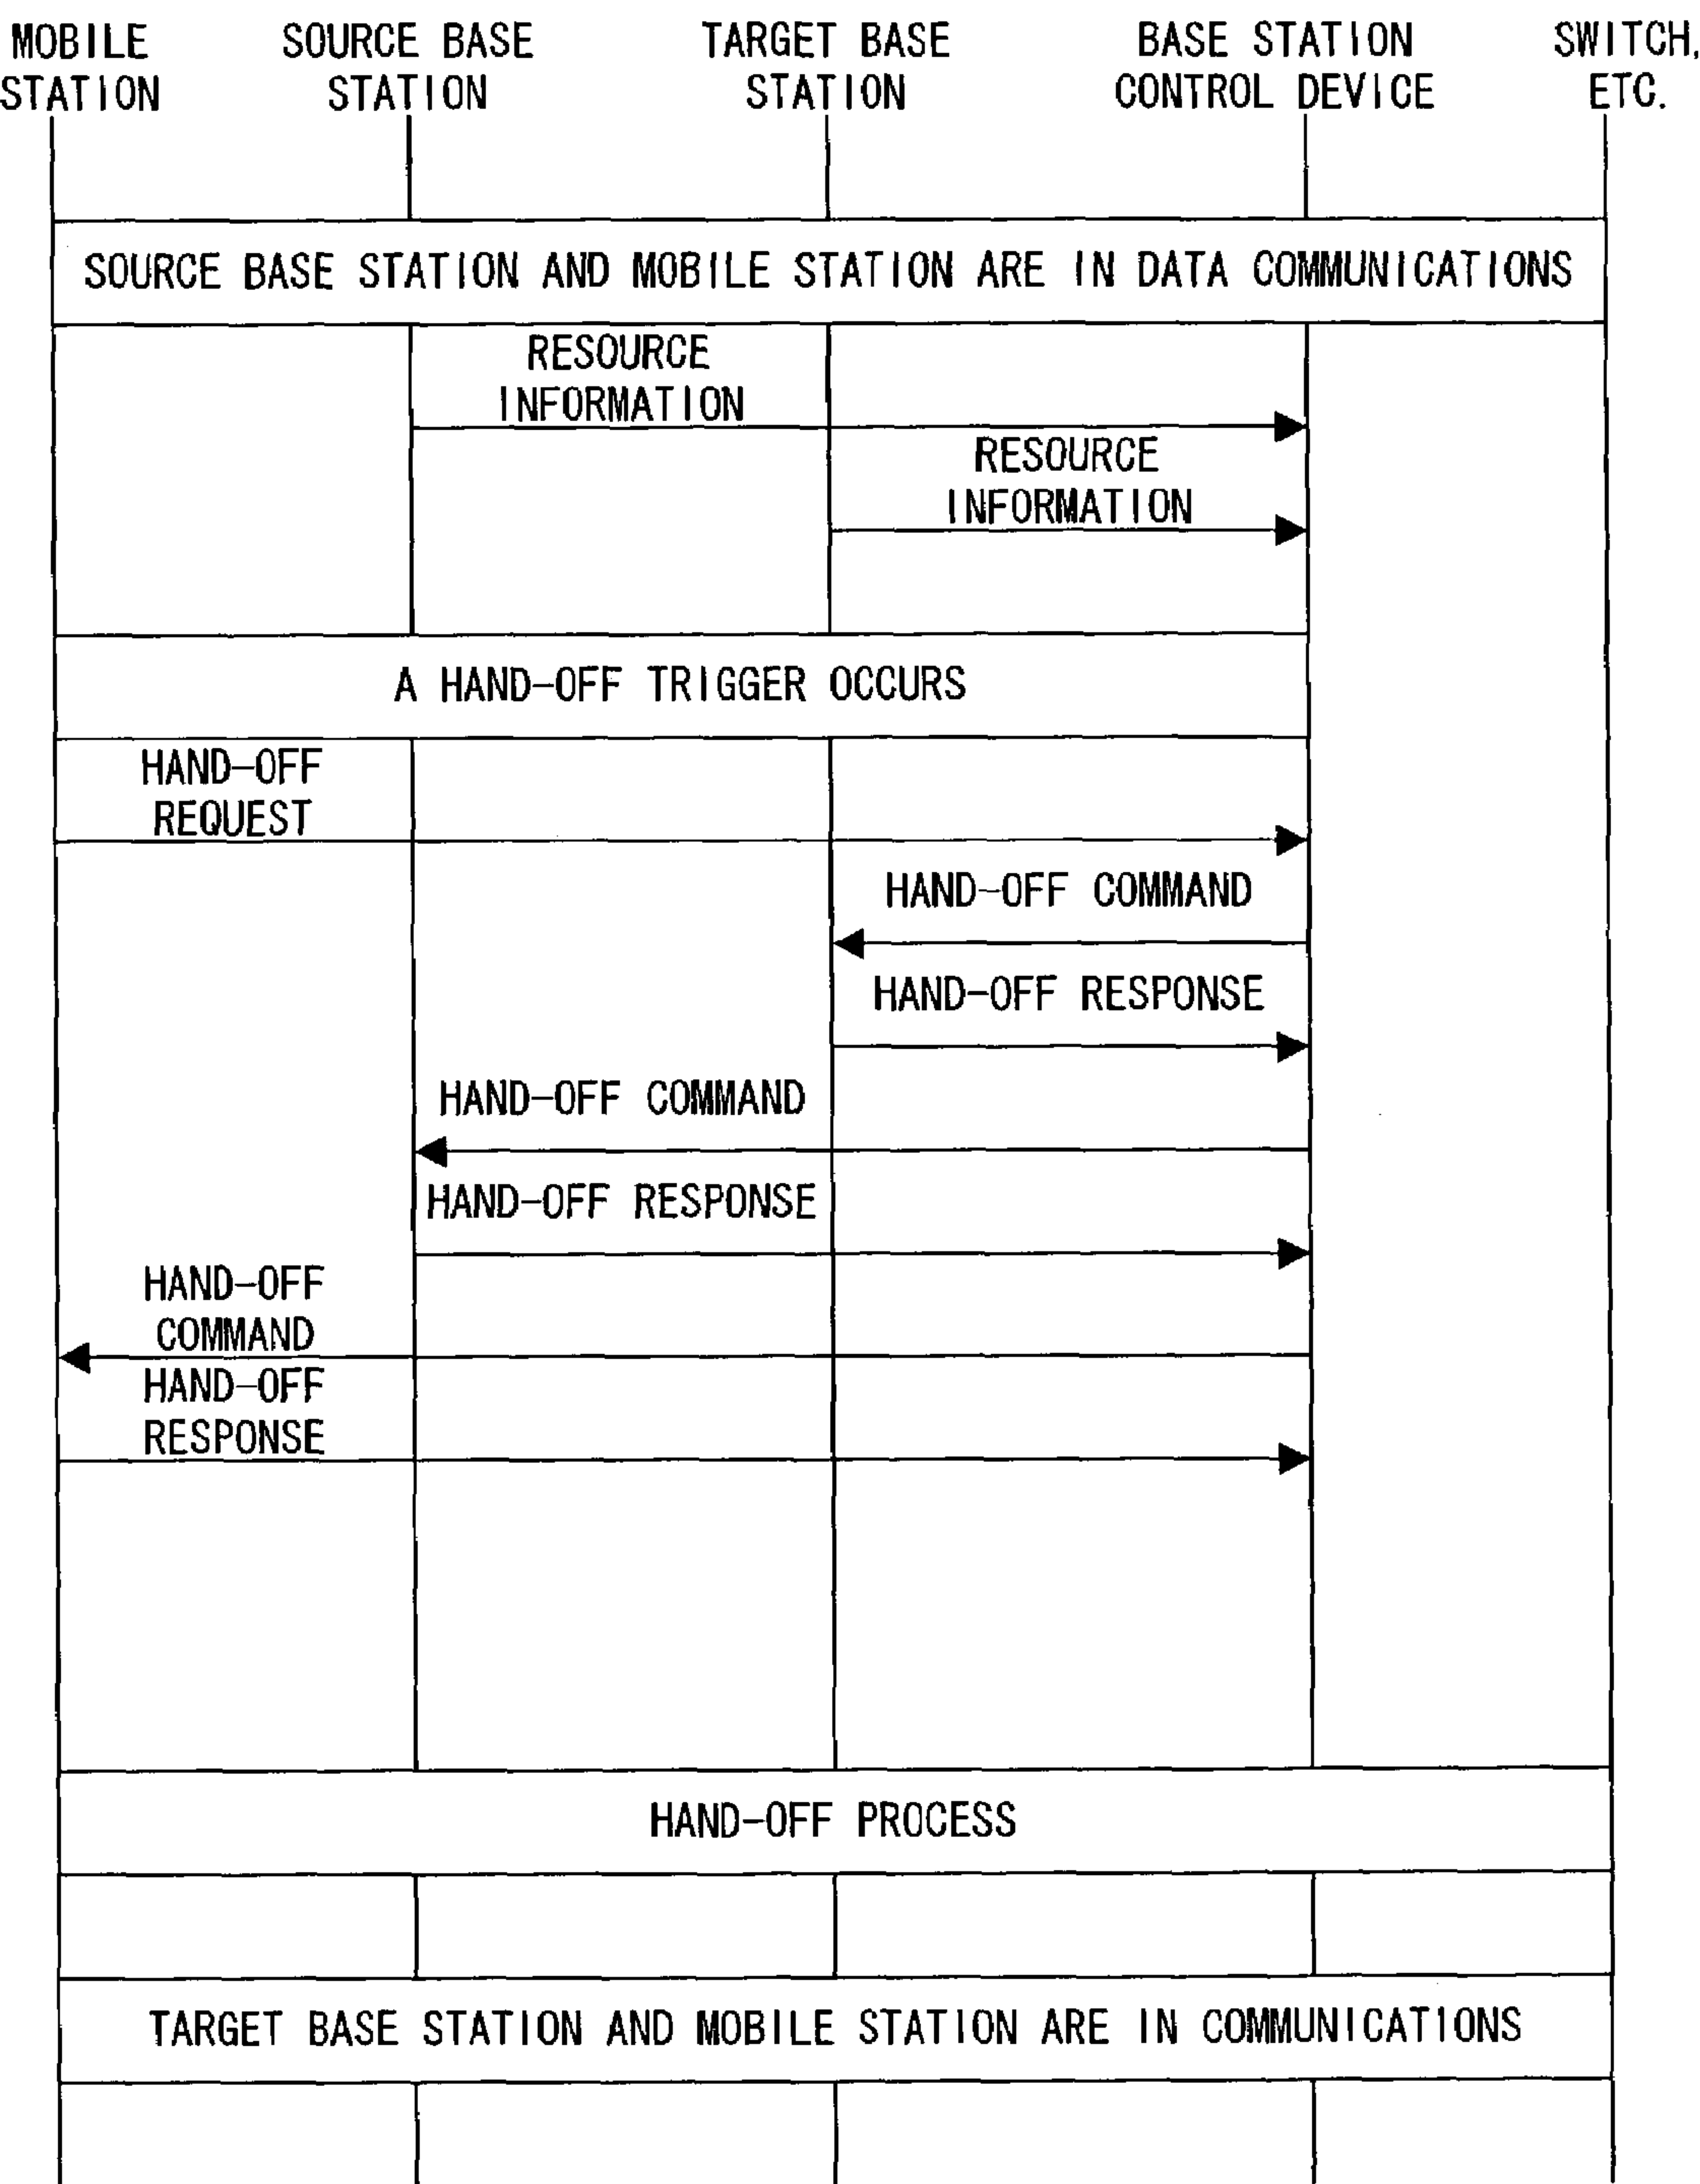 MOBILE
STATION
SOURCE BASE
STATION
TARGET BASE
STATION
BASE STATION
CONTROL DEVICE
SWITCH,
ETC.
SOURCE BASE STATION AND MOBILE STATION ARE IN DATA COMMUNICATIONS
RESOURCE
INFORMATION
RESOURCE
INFORMATION
A HAND-OFF TRIGGER OCCURS
HAND-OFF
REQUEST
HAND-OFF COMMAND
HAND-OFF RESPONSE
HAND-OFF COMMAND
HAND-OFF RESPONSE
HAND-OFF
COMMAND
HAND-OFF
RESPONSE
HAND-OFF PROCESS
TARGET BASE STATION AND MOBILE STATION ARE IN COMMUNICATIONS